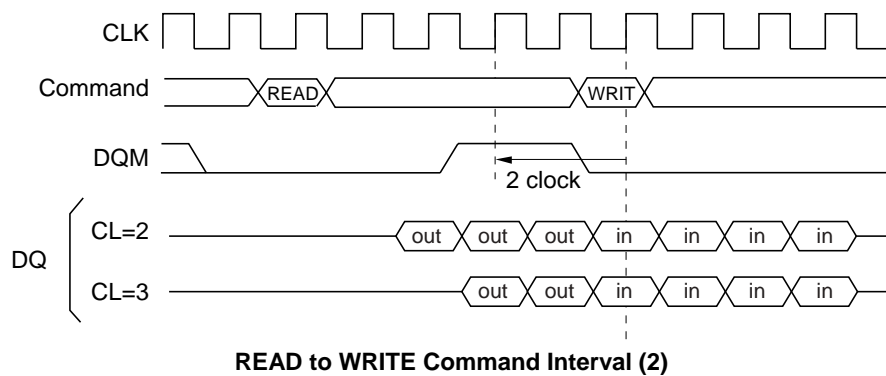 CLK
Command READ WRIT
DQM
2 clock
CL=2 out out out in in in in
DQ
CL=3 out out in in in in
READ to WRITE Command Interval (2)